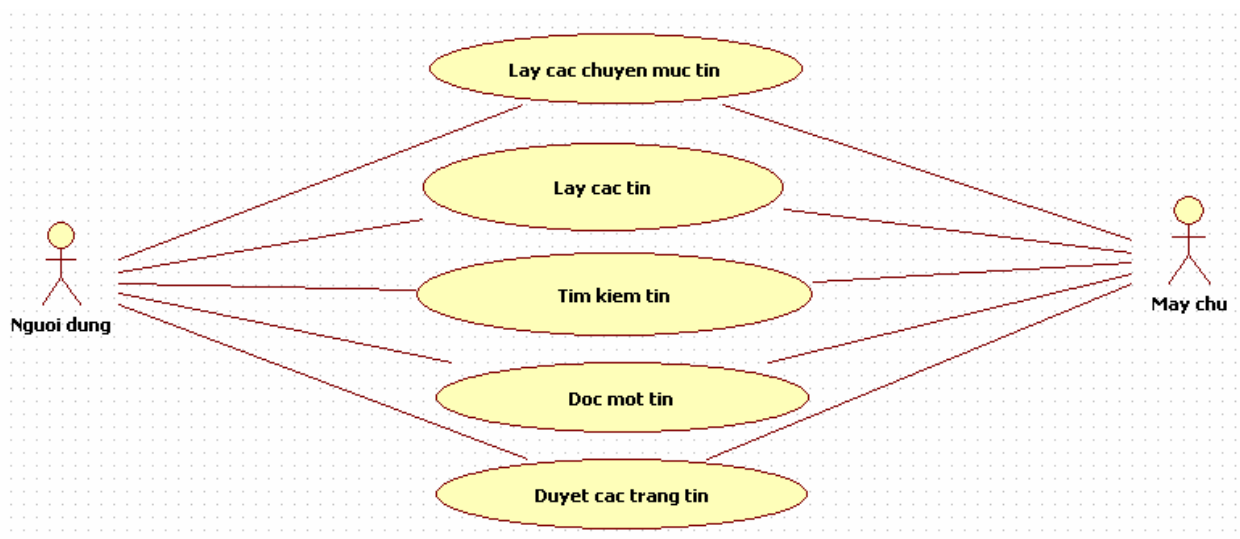 Lay cac chuyen muc tin
Lay cac tin
Tim kiem tin
Nguoi dung
May chu
Doc mot tin
Duyet cac trang tin